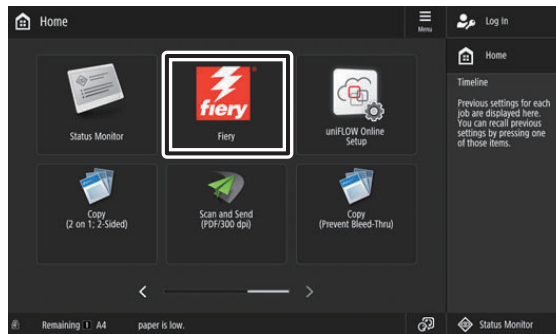 Home
Menu
Log In
Home
Timeline
Previous settings for each
job are displayed here.
You can recall previous
settings by pressing one
of those items.
Status Monitor
fiery
Fiery
uniFLOW Online
Setup
Copy
(2 on 1; 2-Sided)
Scan and Send
(PDF/300 dpi)
Copy
(Prevent Bleed-Thru)
Remaining 1 A4 paper is low.
Status Monitor